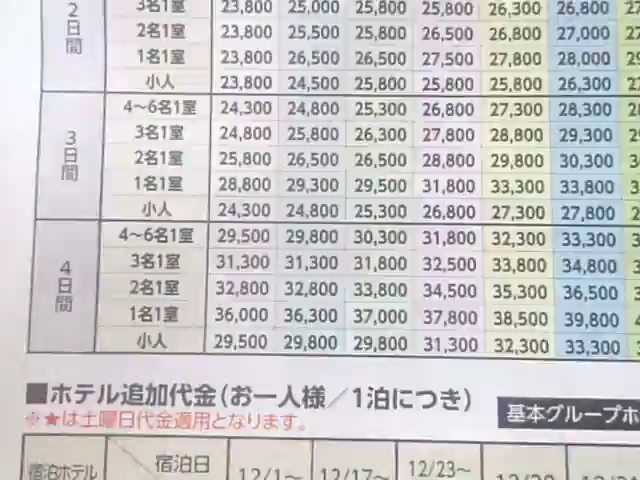 2日間
3名1室 23,800 25,000 25,800 25,800 26,300 26,800
2名1室 23,800 25,800 25,800 26,500 26,800 27,000
1名1室 23,800 26,500 26,500 27,500 27,800 28,000
小人 23,800 24,500 25,800 25,800 25,800 26,300
3日間
4〜6名1室 24,300 24,800 25,300 26,800 27,300 28,300
3名1室 24,800 25,800 26,300 27,800 28,800 29,300
2名1室 25,800 26,500 26,500 28,800 29,800 30,300
1名1室 28,800 29,300 29,500 31,800 33,300 33,800
小人 24,300 24,800 25,300 26,800 27,300 27,800
4日間
4〜6名1室 29,500 29,800 30,300 31,800 32,300 33,300
3名1室 31,300 31,300 31,800 32,500 33,800 34,800
2名1室 32,800 32,800 33,800 34,500 35,300 36,500
1名1室 36,000 36,300 37,000 37,800 38,500 39,800
小人 29,500 29,800 29,800 31,300 32,300 33,300
■ホテル追加代金(お一人様/1泊につき)
基本グループホ
※★は土曜日代金適用となります。
宿泊ホテル 宿泊日 12/1〜 12/17〜 12/23〜